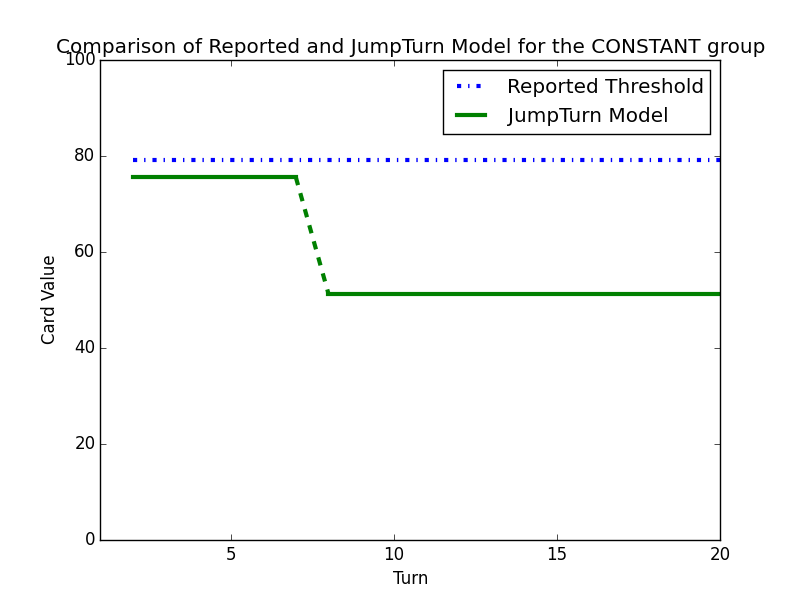 Comparison of Reported and JumpTurn Model for the CONSTANT group
Reported Threshold
JumpTurn Model
100
80
60
40
20
0
Card Value
5 10 15 20
Turn